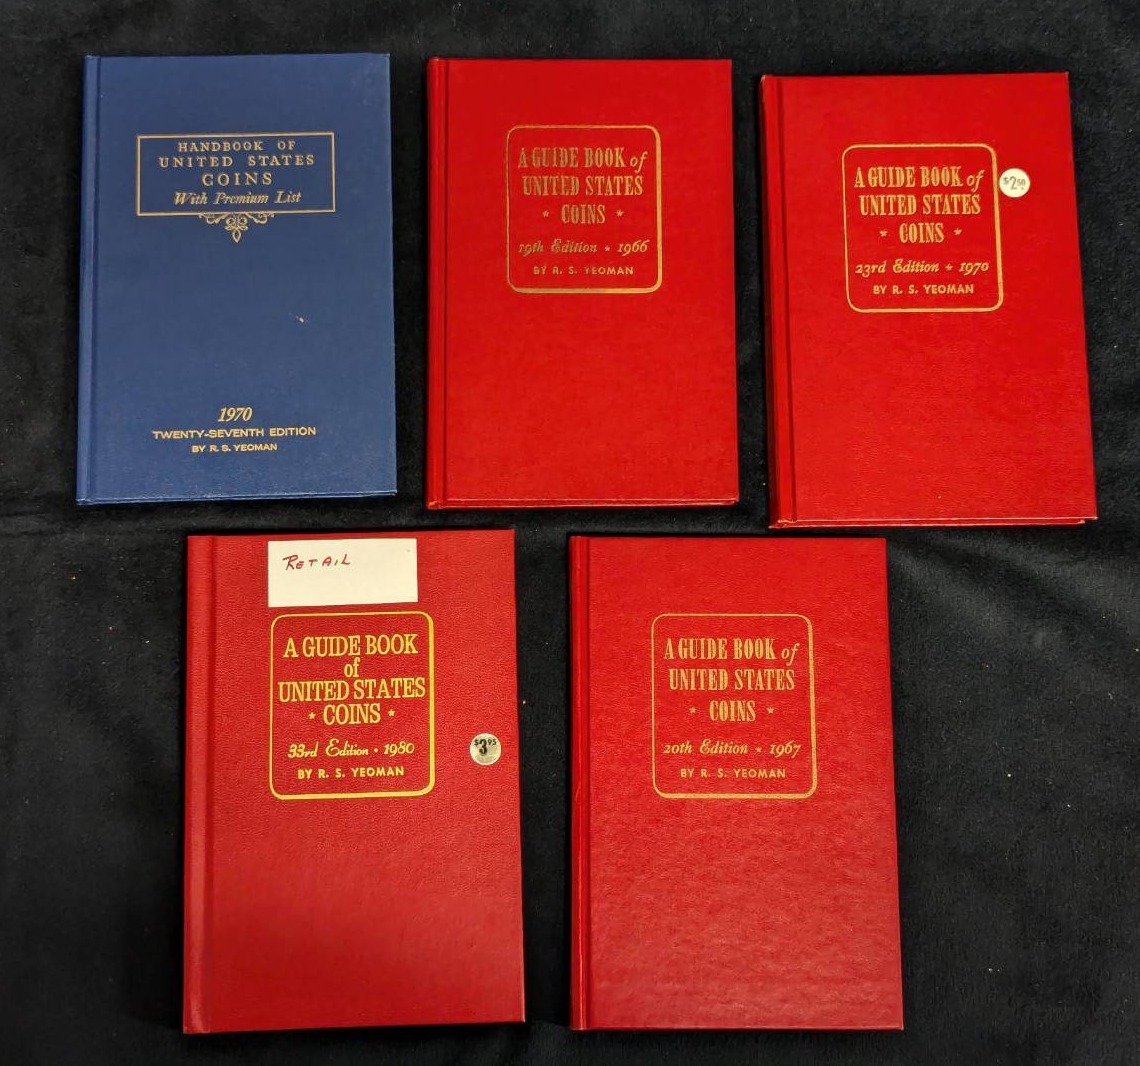 HANDBOOK OF
UNITED STATES
COINS
With Premium List
1970
TWENTY-SEVENTH EDITION
BY R. S. YEOMAN
A GUIDE BOOK of
UNITED STATES
* COINS *
19th Edition * 1966
BY R. S. YEOMAN
A GUIDE BOOK of
UNITED STATES
* COINS *
23rd Edition * 1970
BY R. S. YEOMAN
$2.50
RETAIL
A GUIDE BOOK
of
UNITED STATES
* COINS *
33rd Edition • 1980
BY R. S. YEOMAN
$3.95
A GUIDE BOOK of
UNITED STATES
* COINS *
20th Edition * 1967
BY R. S. YEOMAN